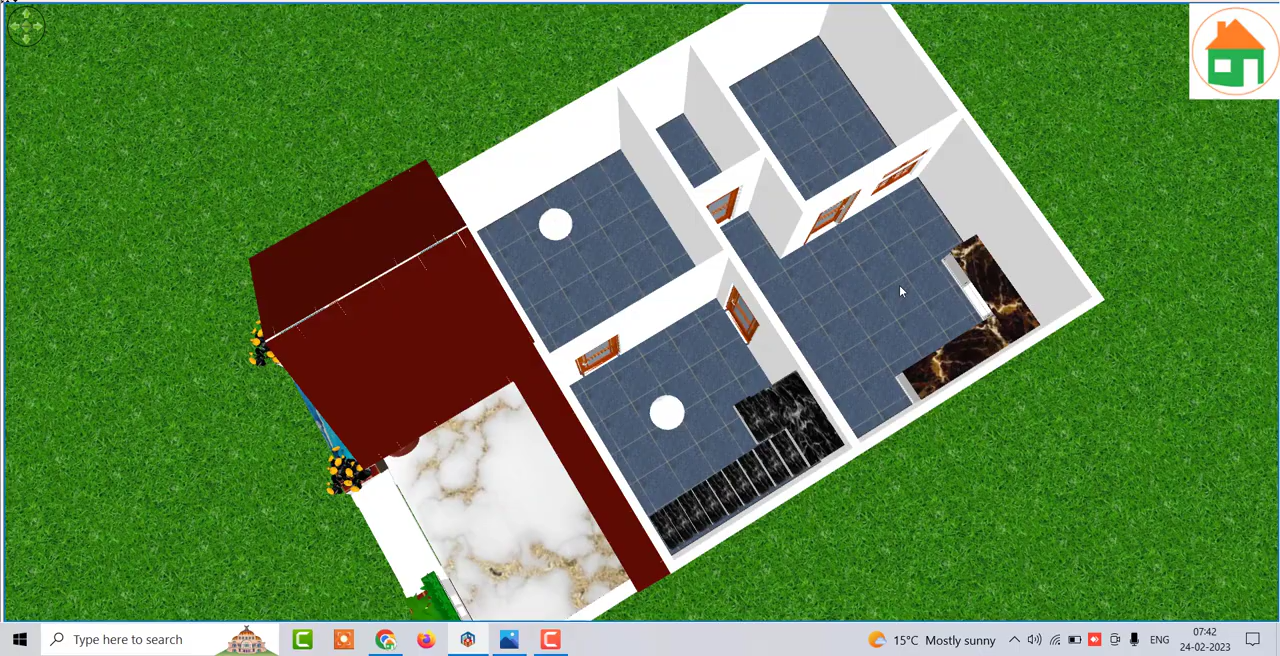 Type here to search
15°C Mostly sunny
ENG
07:42
24-02-2023